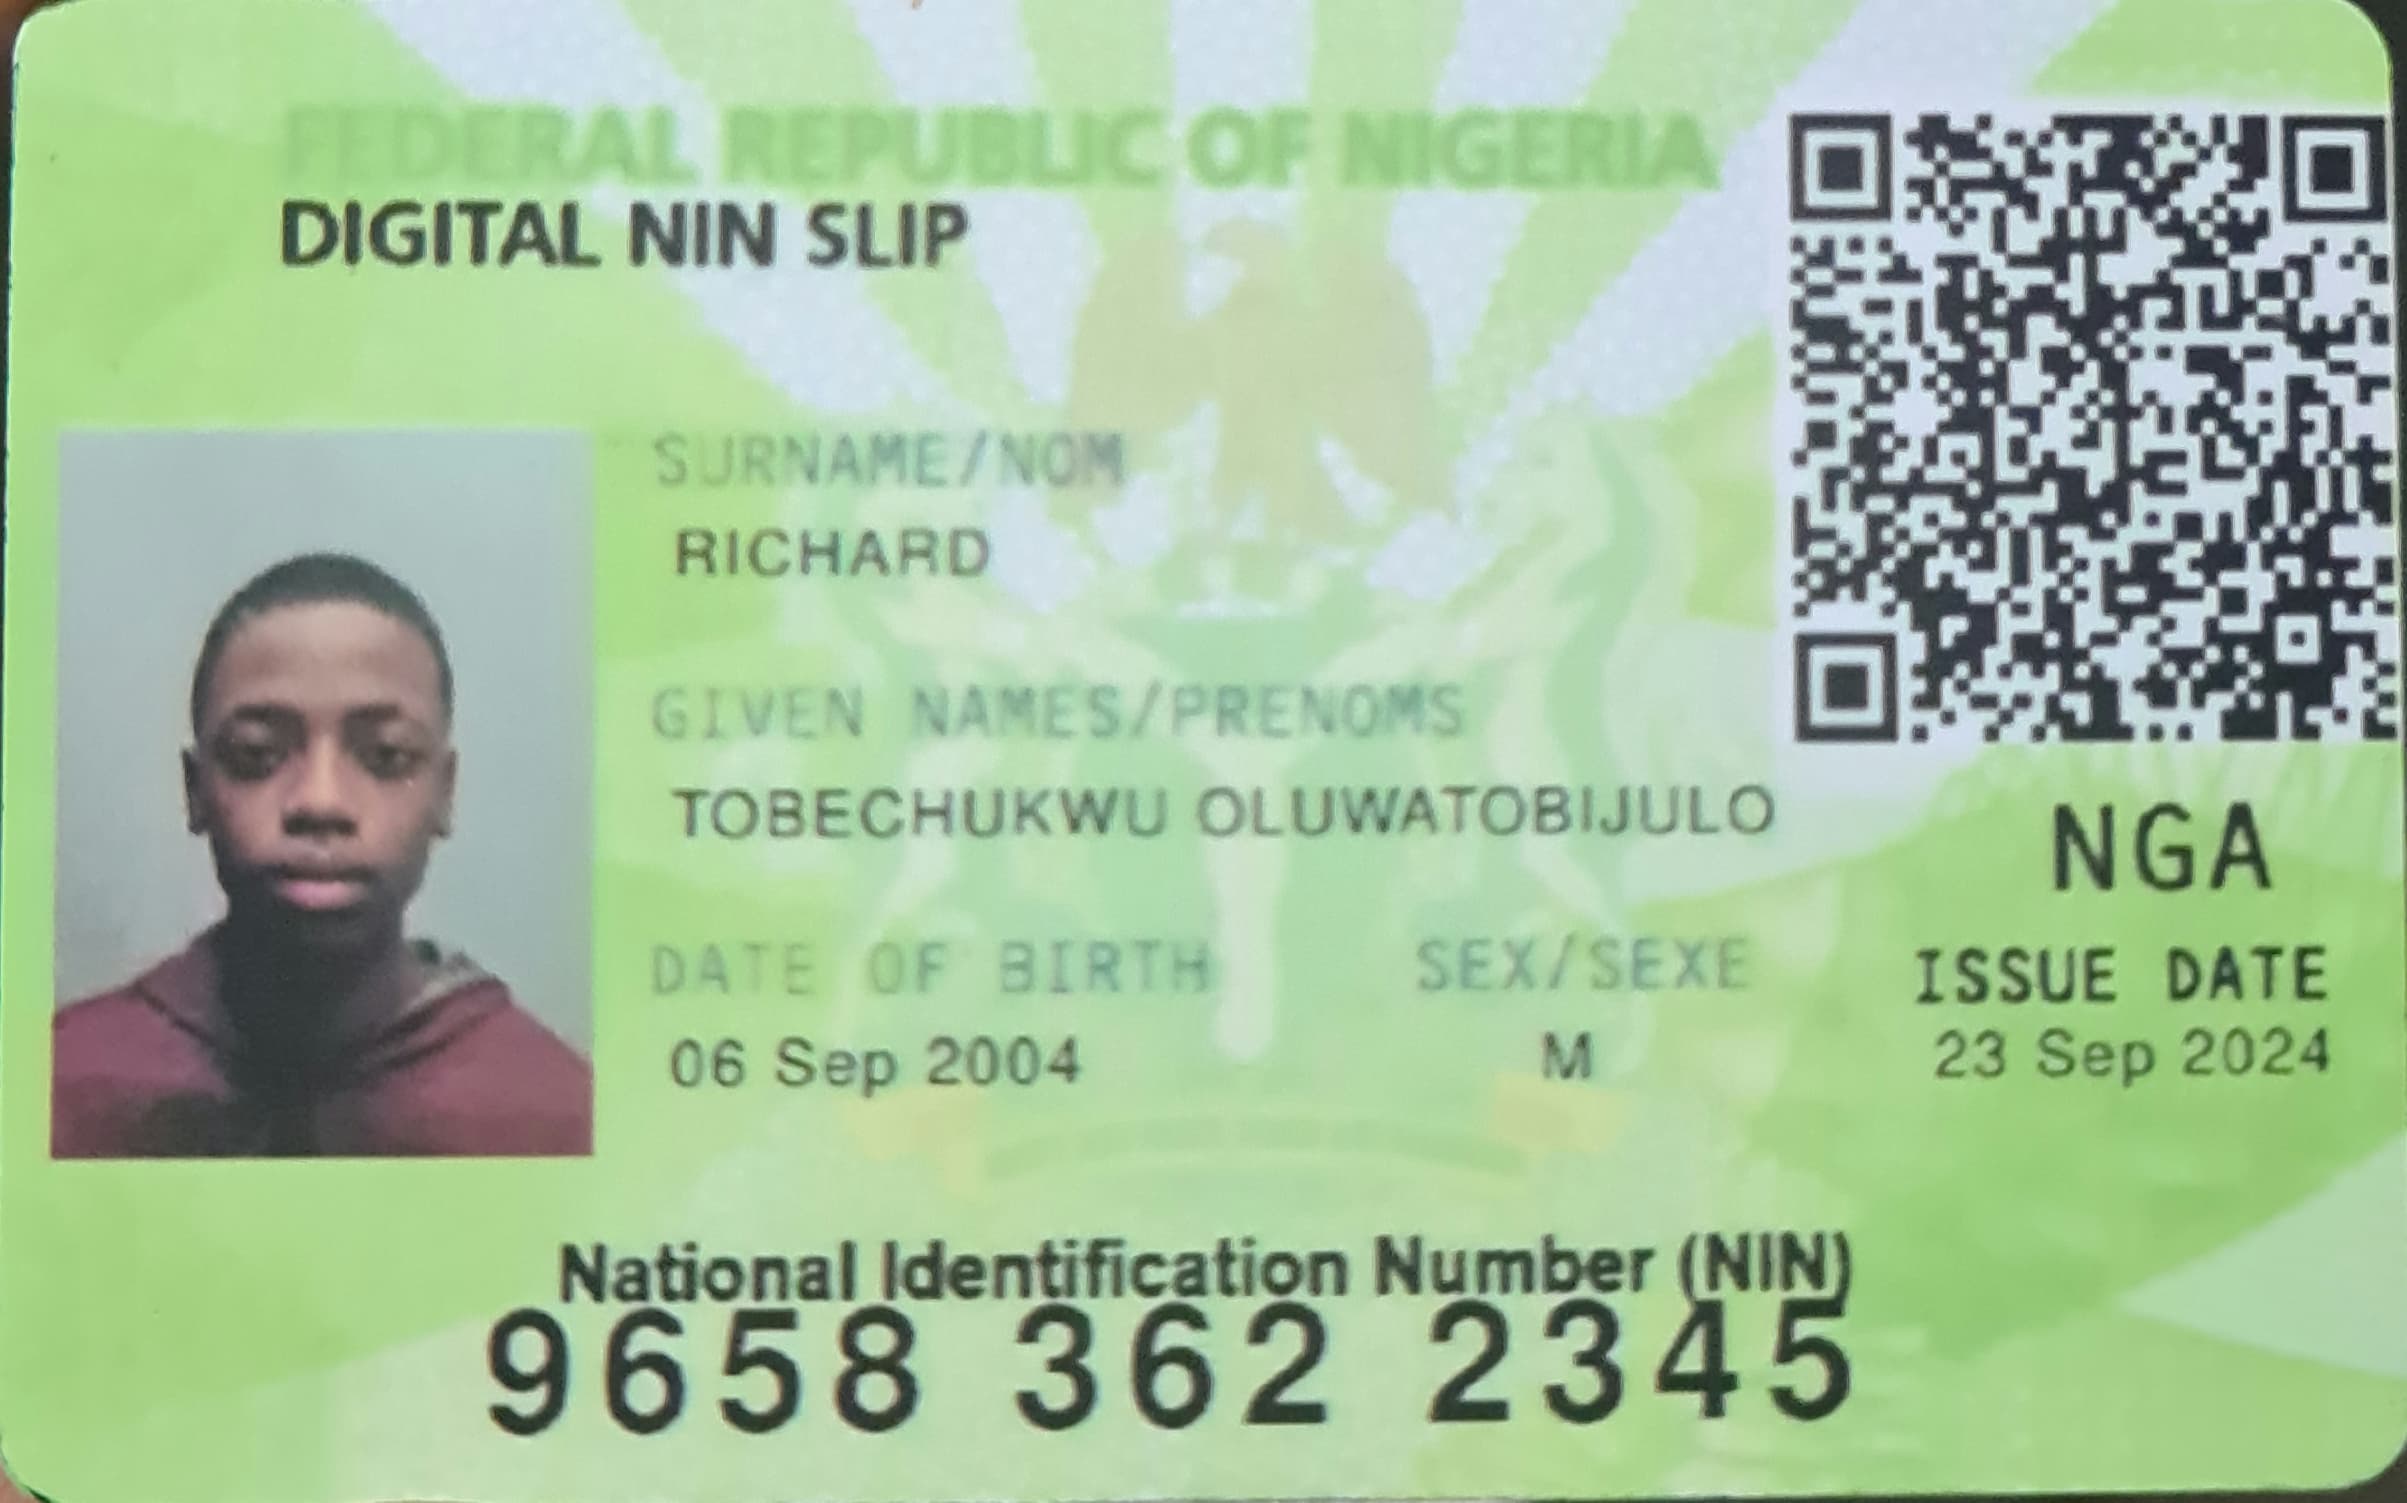 FEDERAL REPUBLIC OF NIGERIA
DIGITAL NIN SLIP
SURNAME/NOM
RICHARD
GIVEN NAMES/PRENOMS
TOBECHUKWU OLUWATOBIJULO
DATE OF BIRTH
06 Sep 2004
SEX/SEXE
M
NGA
ISSUE DATE
23 Sep 2024
National Identification Number (NIN)
9658 362 2345